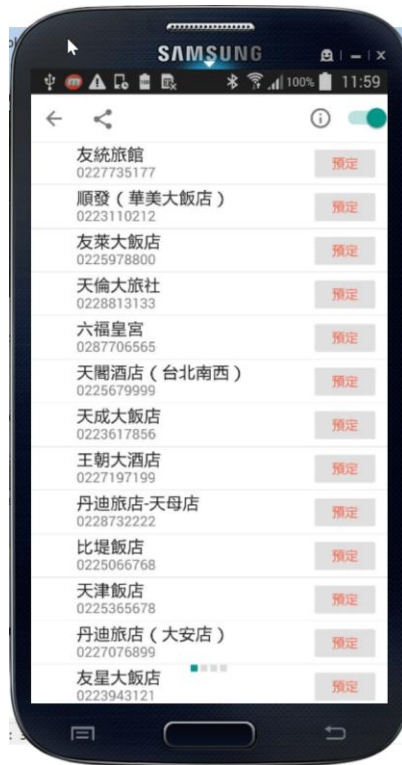 SAMSUNG
100% 11:59
友統旅館
預定
0227735177
順發（華美大飯店）
預定
0223110212
友萊大飯店
預定
0225978800
天倫大旅社
預定
0228813133
六福皇宮
預定
0287706565
天閣酒店（台北南西）
預定
0225679999
天成大飯店
預定
0223617856
王朝大酒店
預定
0227197199
丹迪旅店-天母店
預定
0228732222
比堤飯店
預定
0225066768
天津飯店
預定
0225365678
丹迪旅店（大安店）
預定
0227076899
友星大飯店
預定
0223943121